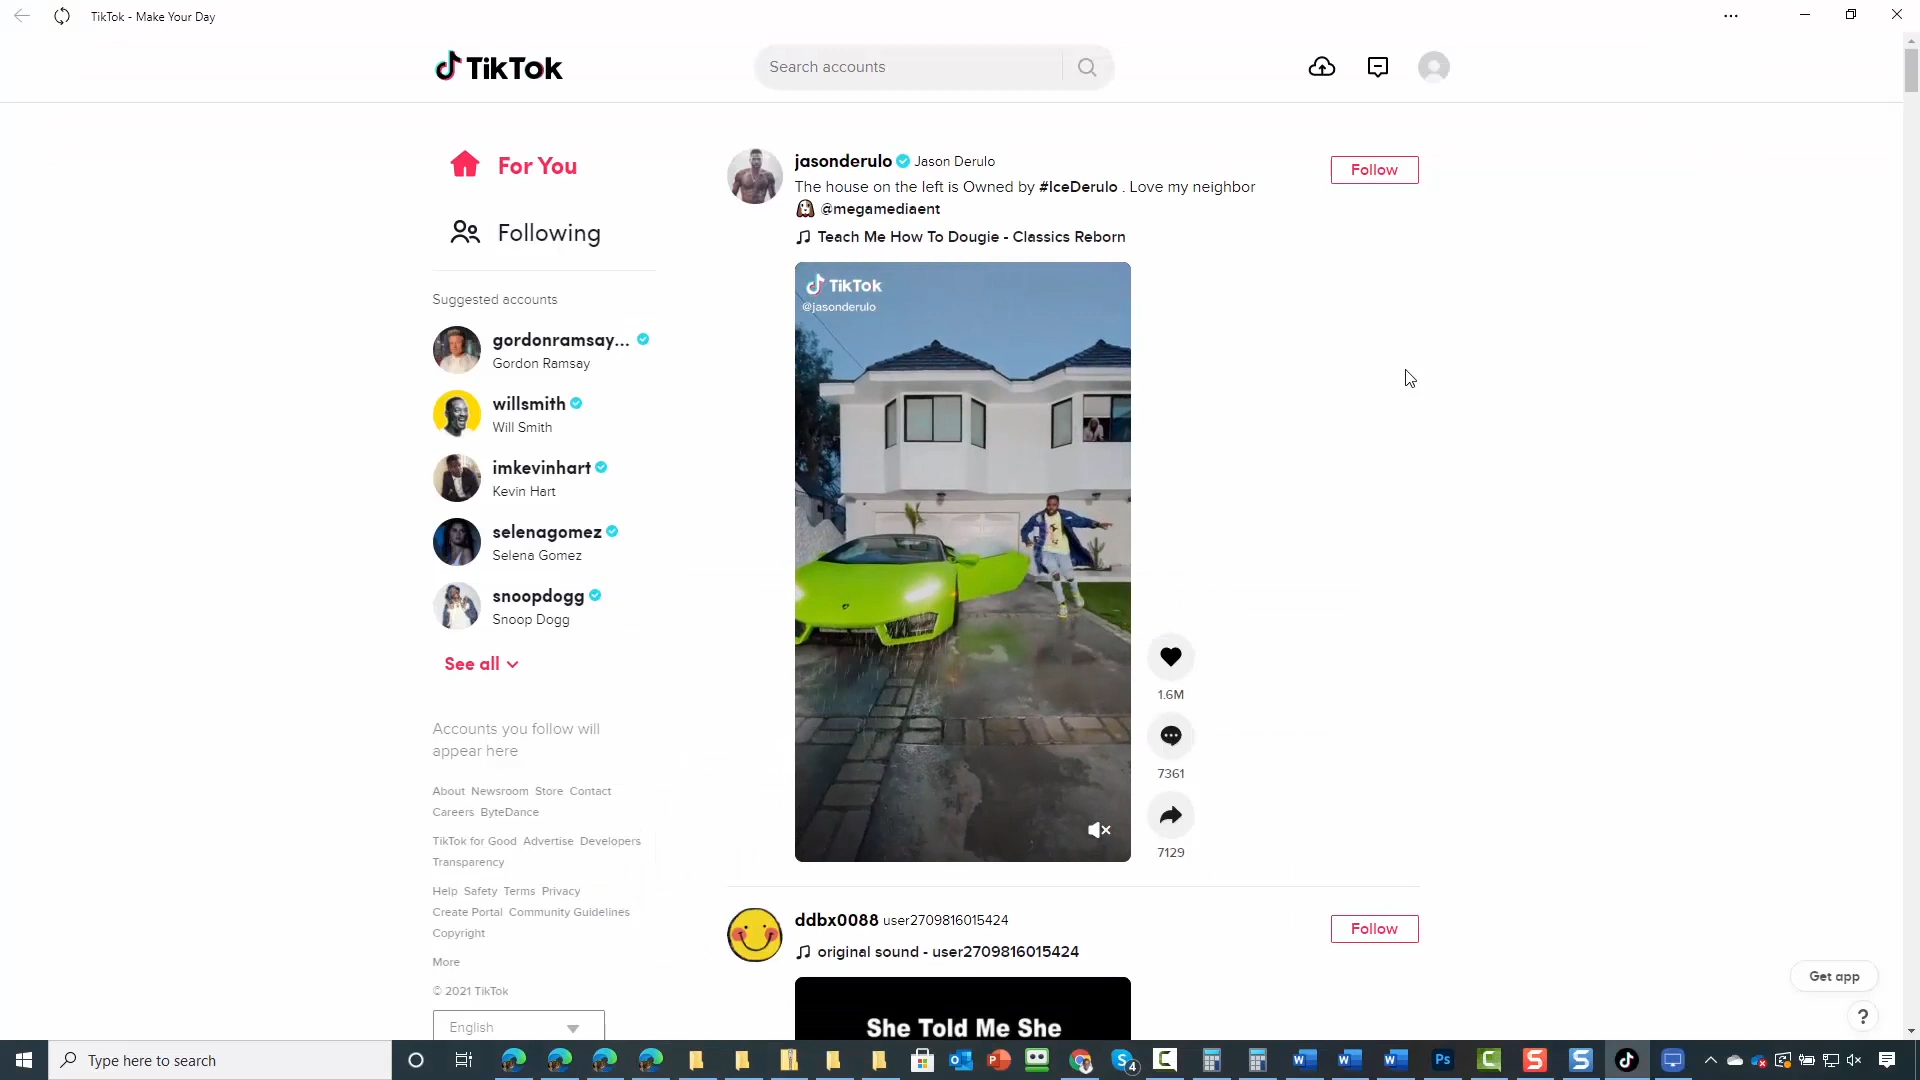 TikTok - Make Your Day
TikTok
Search accounts
For You
Following
Suggested accounts
gordonramsay...
Gordon Ramsay
willsmith
Will Smith
imkevinhart
Kevin Hart
selenagomez
Selena Gomez
snoopdogg
Snoop Dogg
See all
Accounts you follow will
appear here
About Newsroom Store Contact
Careers ByteDance
TikTok for Good Advertise Developers
Transparency
Help Safety Terms Privacy
Create Portal Community Guidelines
Copyright
More
© 2021 TikTok
English
jasonderulo Jason Derulo
Follow
The house on the left is Owned by #IceDerulo . Love my neighbor
@megamediaent
Teach Me How To Dougie - Classics Reborn
TikTok
@jasonderulo
1.6M
7361
7129
ddbx0088 user2709816015424
Follow
original sound - user2709816015424
She Told Me She
Get app
?
Type here to search
4